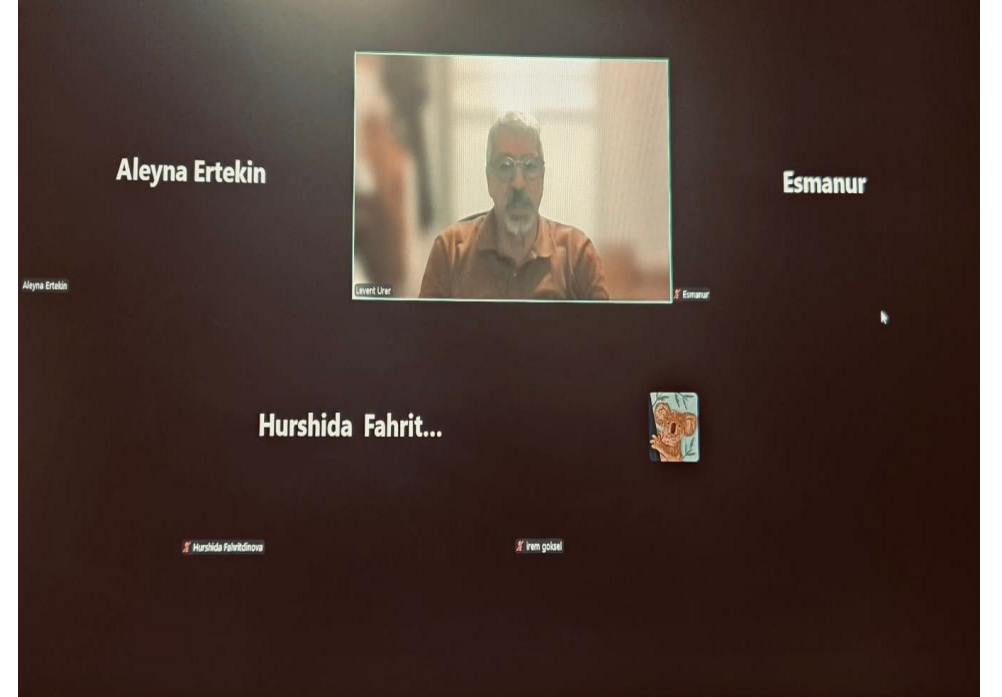 Aleyna Ertekin
Esmanur
Aleyna Ertekin
Levent Urer
Esmanur
Hurshida Fahrit...
Hurshida Fahritdinova
irem goksel